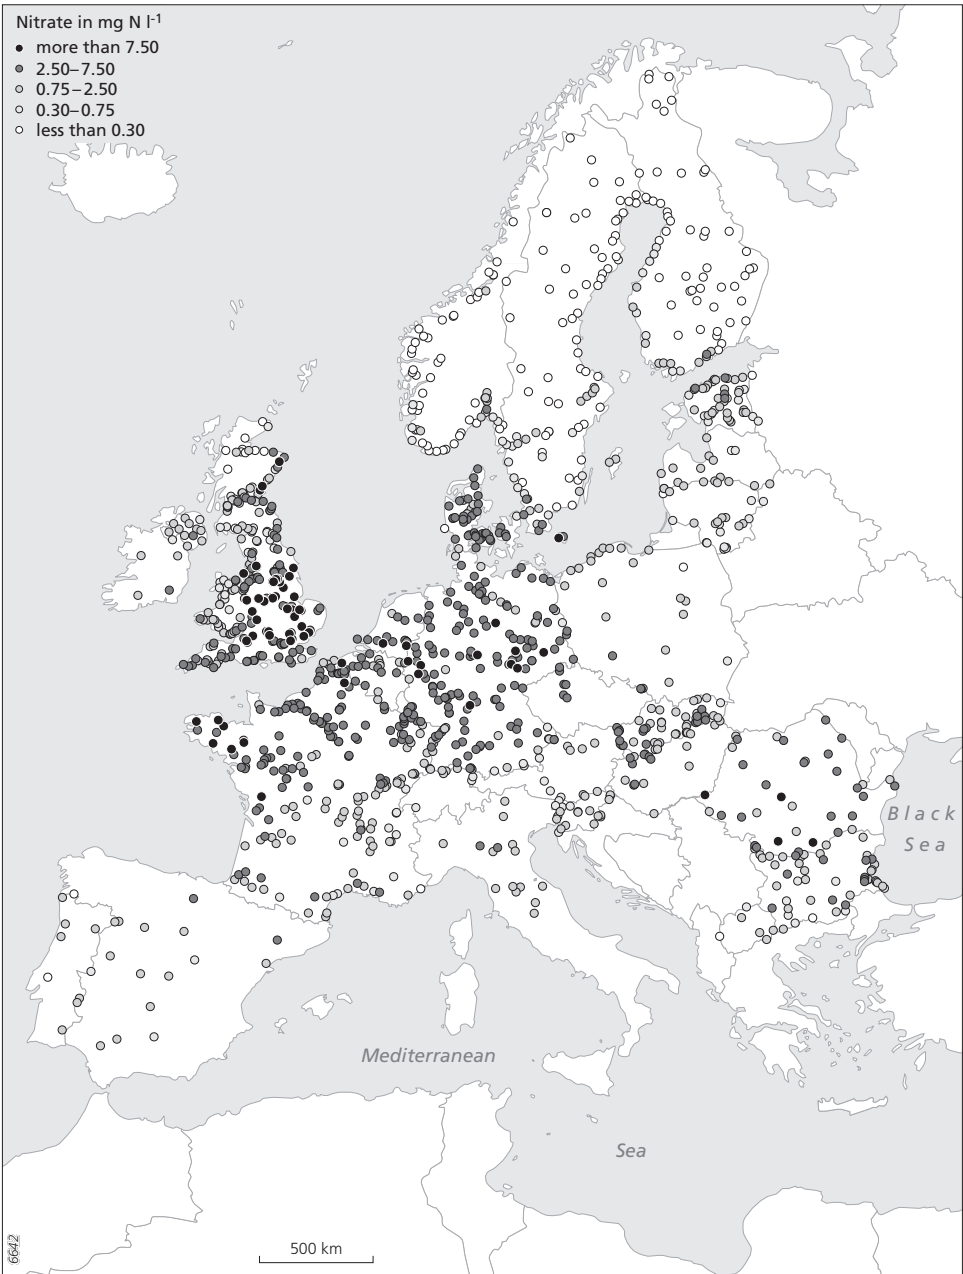 Nitrate in mg N l-1
more than 7.50
2.50–7.50
0.75–2.50
0.30–0.75
less than 0.30
Black
Sea
Mediterranean
Sea
500 km
6642